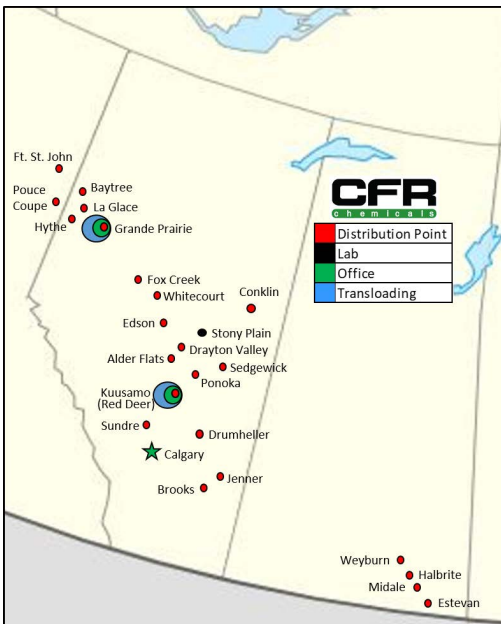 Ft. St. John
Pouce
Coupe
Baytree
La Glace
Hythe
Grande Prairie
CFR
chemicals
Distribution Point
Lab
Office
Transloading
Fox Creek
Whitecourt
Conklin
Edson
Stony Plain
Drayton Valley
Alder Flats
Sedgewick
Ponoka
Kuusamo
(Red Deer)
Sundre
Drumheller
Calgary
Jenner
Brooks
Weyburn
Halbrite
Midale
Estevan